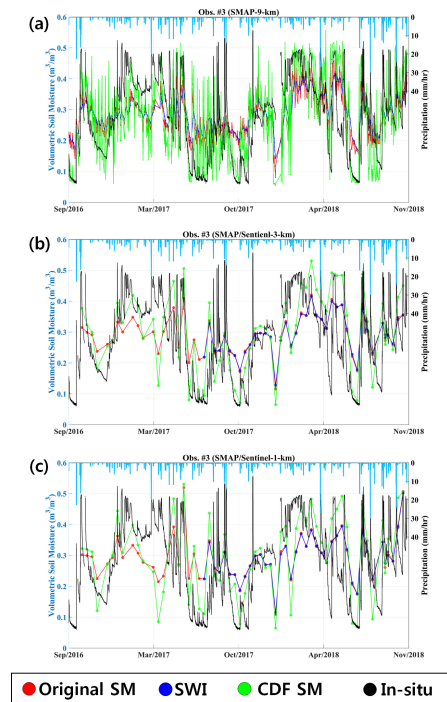 (a)
Obs. #3 (SMAP-9-km)
Volumetric Soil Moixture (m³/m³)
0.6
0.5
0.4
0.3
0.2
0.1
0
0
10
20
30
40
Precipitation (mm/hr)
Sep/2016
Mar/2017
Oct/2017
Apr/2018
Nov/2018
(b)
Obs. #3 (SMAP/Sentienl-3-km)
Volumetric Soil Moixture (m³/m³)
0.6
0.5
0.4
0.3
0.2
0.1
0
0
10
20
30
40
Precipitation (mm/hr)
Sep/2016
Mar/2017
Oct/2017
Apr/2018
Nov/2018
(c)
Obs. #3 (SMAP/Sentinel-1-km)
Volumetric Soil Moixture (m³/m³)
0.6
0.5
0.4
0.3
0.2
0.1
0
0
10
20
30
40
Precipitation (mm/hr)
Sep/2016
Mar/2017
Oct/2017
Apr/2018
Nov/2018
Original SM
SWI
CDF SM
In-situ